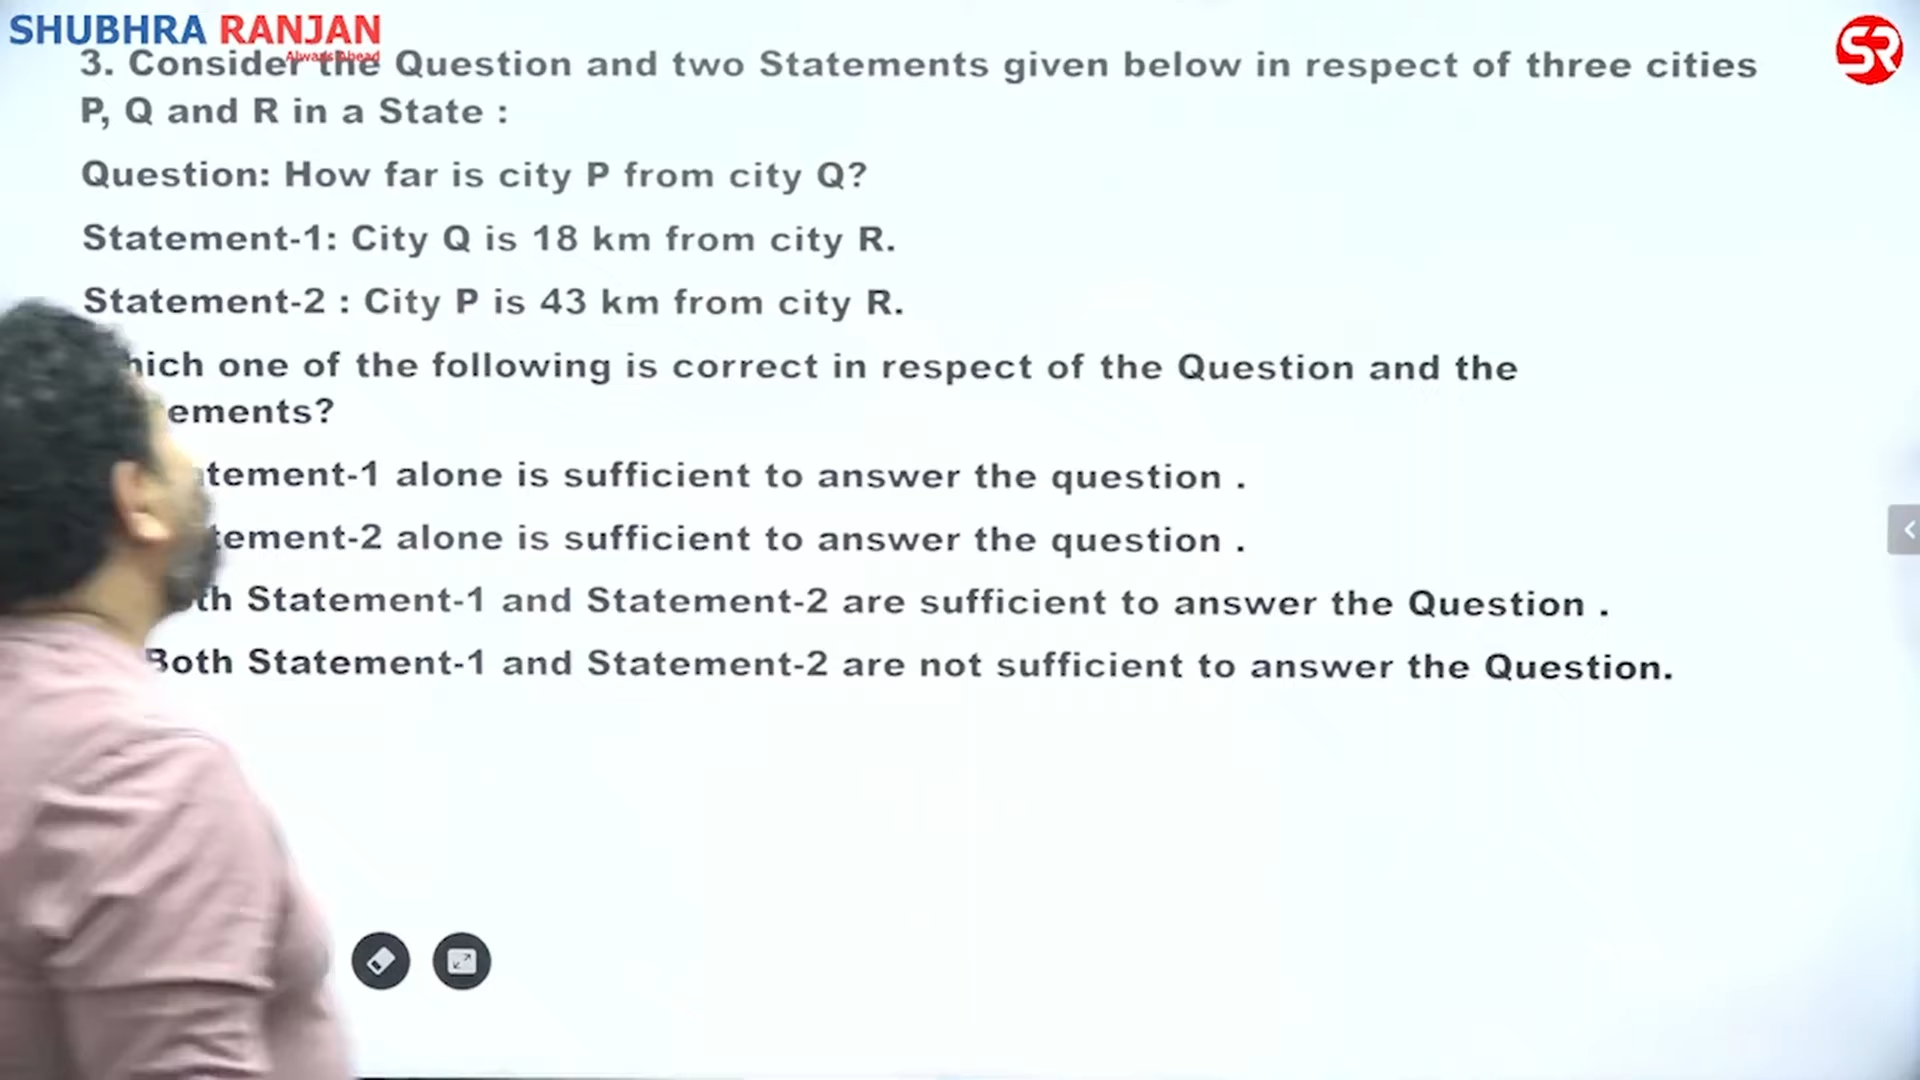 SHUBHRA RANJAN
Always Ahead
SR
3. Consider the Question and two Statements given below in respect of three cities
P, Q and R in a State :
Question: How far is city P from city Q?
Statement-1: City Q is 18 km from city R.
Statement-2 : City P is 43 km from city R.
hich one of the following is correct in respect of the Question and the
ements?
tement-1 alone is sufficient to answer the question .
tement-2 alone is sufficient to answer the question .
th Statement-1 and Statement-2 are sufficient to answer the Question .
Both Statement-1 and Statement-2 are not sufficient to answer the Question.